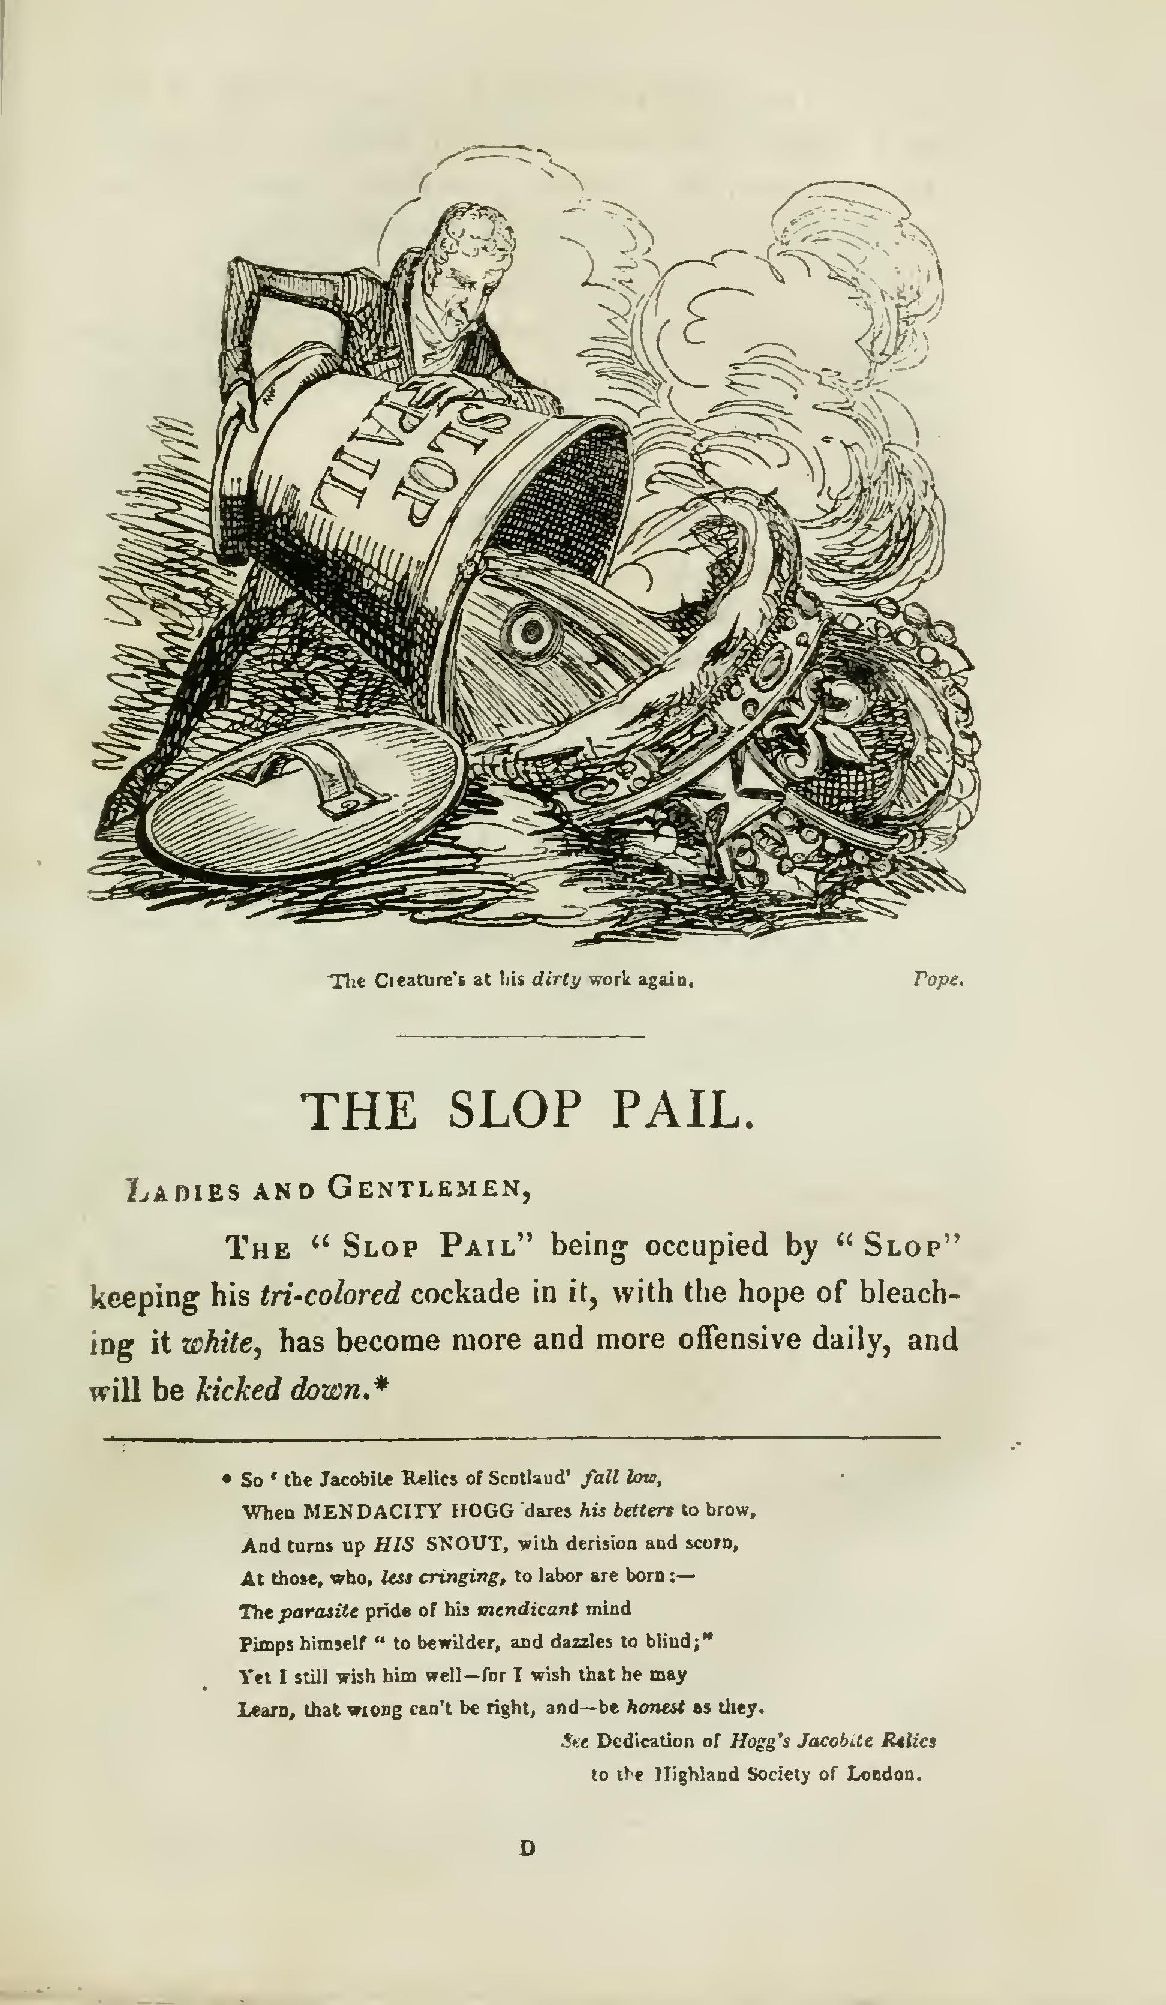 SLOP
PAIL
The Creature's at his dirty work again. Pope.
THE SLOP PAIL.
LADIES AND GENTLEMEN,
THE “ SLOP PAIL” being occupied by “ SLOP”
keeping his tri-colored cockade in it, with the hope of bleach-
ing it white, has become more and more offensive daily, and
will be kicked down.*
* So ‘ the Jacobite Relics of Scotland’ fall low,
When MENDACITY HOGG dares his betters to brow,
And turns up HIS SNOUT, with derision and scorn,
At those, who, less cringing, to labor are born :—
The parasite pride of his mendicant mind
Pimps himself “ to bewilder, and dazzles to blind;”
Yet I still wish him well—for I wish that he may
Learn, that wrong can't be right, and—be honest as they.
See Dedication of Hogg's Jacobite Relics
to the Highland Society of London.
D